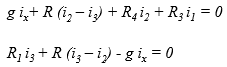 g iₓ + R (i₂ – i₃) + R₄ i₂ + R₃ i₁ = 0
R₁ i₃ + R (i₃ – i₂) - g iₓ = 0